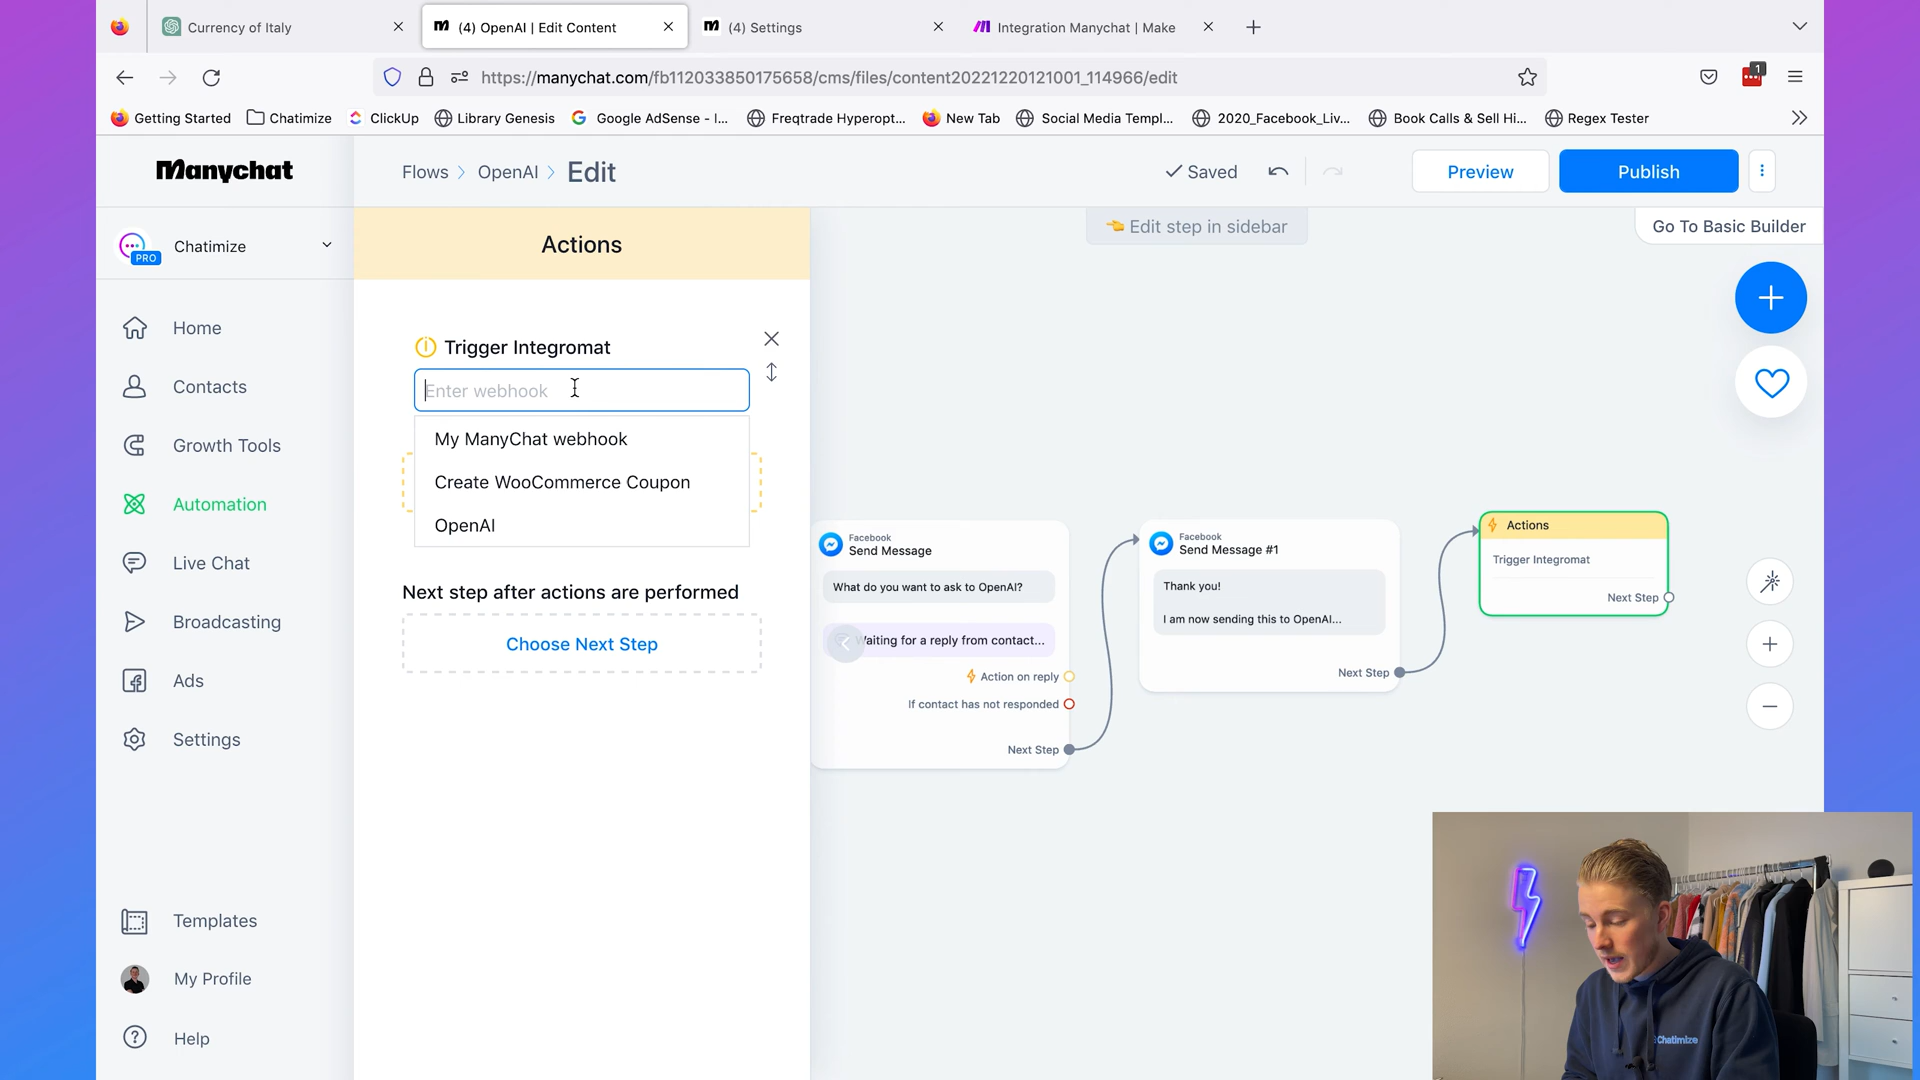 Currency of Italy
(4) OpenAI | Edit Content
(4) Settings
Integration Manychat | Make
https://manychat.com/fb112033850175658/cms/files/content20221220121001_114966/edit
1
Getting Started
Chatimize
ClickUp
Library Genesis
Google AdSense - I...
Freqtrade Hyperopt...
New Tab
Social Media Templ...
2020_Facebook_Liv...
Book Calls & Sell Hi...
Regex Tester
Manychat
Flows
OpenAI
Edit
Saved
Preview
Publish
Chatimize
PRO
Actions
Edit step in sidebar
Go To Basic Builder
Home
Contacts
Growth Tools
Automation
Live Chat
Broadcasting
Ads
Settings
Templates
My Profile
Help
Trigger Integromat
Enter webhook
My ManyChat webhook
Create WooCommerce Coupon
OpenAI
Next step after actions are performed
Choose Next Step
Facebook
Send Message
What do you want to ask to OpenAI?
Waiting for a reply from contact...
Action on reply
If contact has not responded
Next Step
Facebook
Send Message #1
Thank you!
I am now sending this to OpenAI...
Next Step
Actions
Trigger Integromat
Next Step
Chatimize